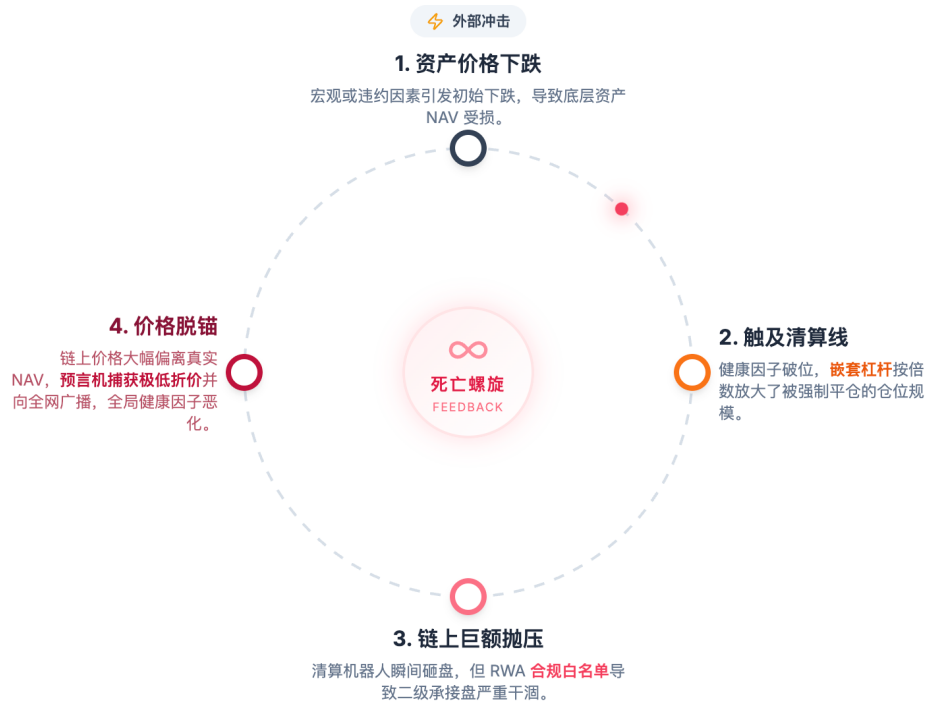 外部冲击
1. 资产价格下跌
宏观或违约因素引发初始下跌，导致底层资产
NAV 受损。
2. 触及清算线
健康因子破位，嵌套杠杆按倍
数放大了被强制平仓的仓位规
模。
死亡螺旋
FEEDBACK
4. 价格脱锚
链上价格大幅偏离真实
NAV，预言机捕获极低折价并
向全网广播，全局健康因子恶
化。
3. 链上巨额抛压
清算机器人瞬间砸盘，但 RWA 合规白名单导
致二级承接盘严重干涸。